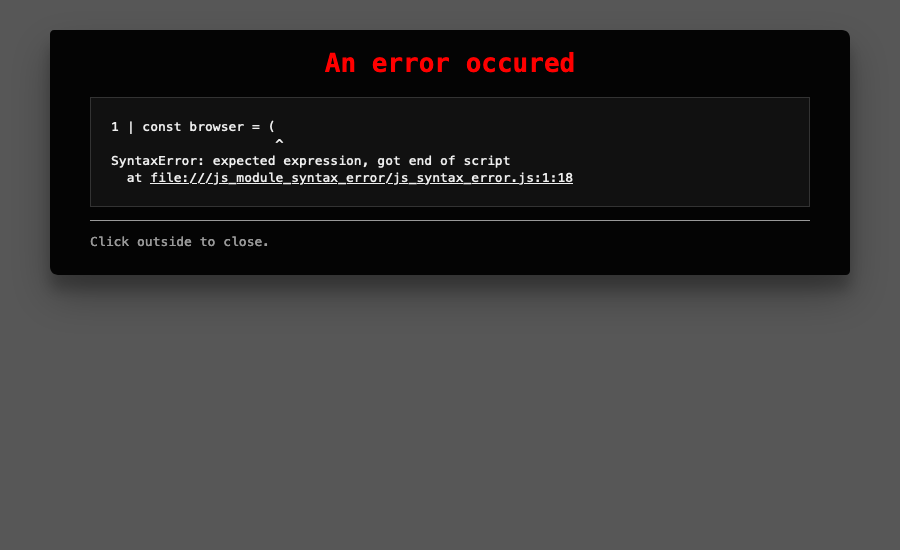 An error occured
1 | const browser = (
                     ^
SyntaxError: expected expression, got end of script
  at file:///js_module_syntax_error/js_syntax_error.js:1:18
Click outside to close.